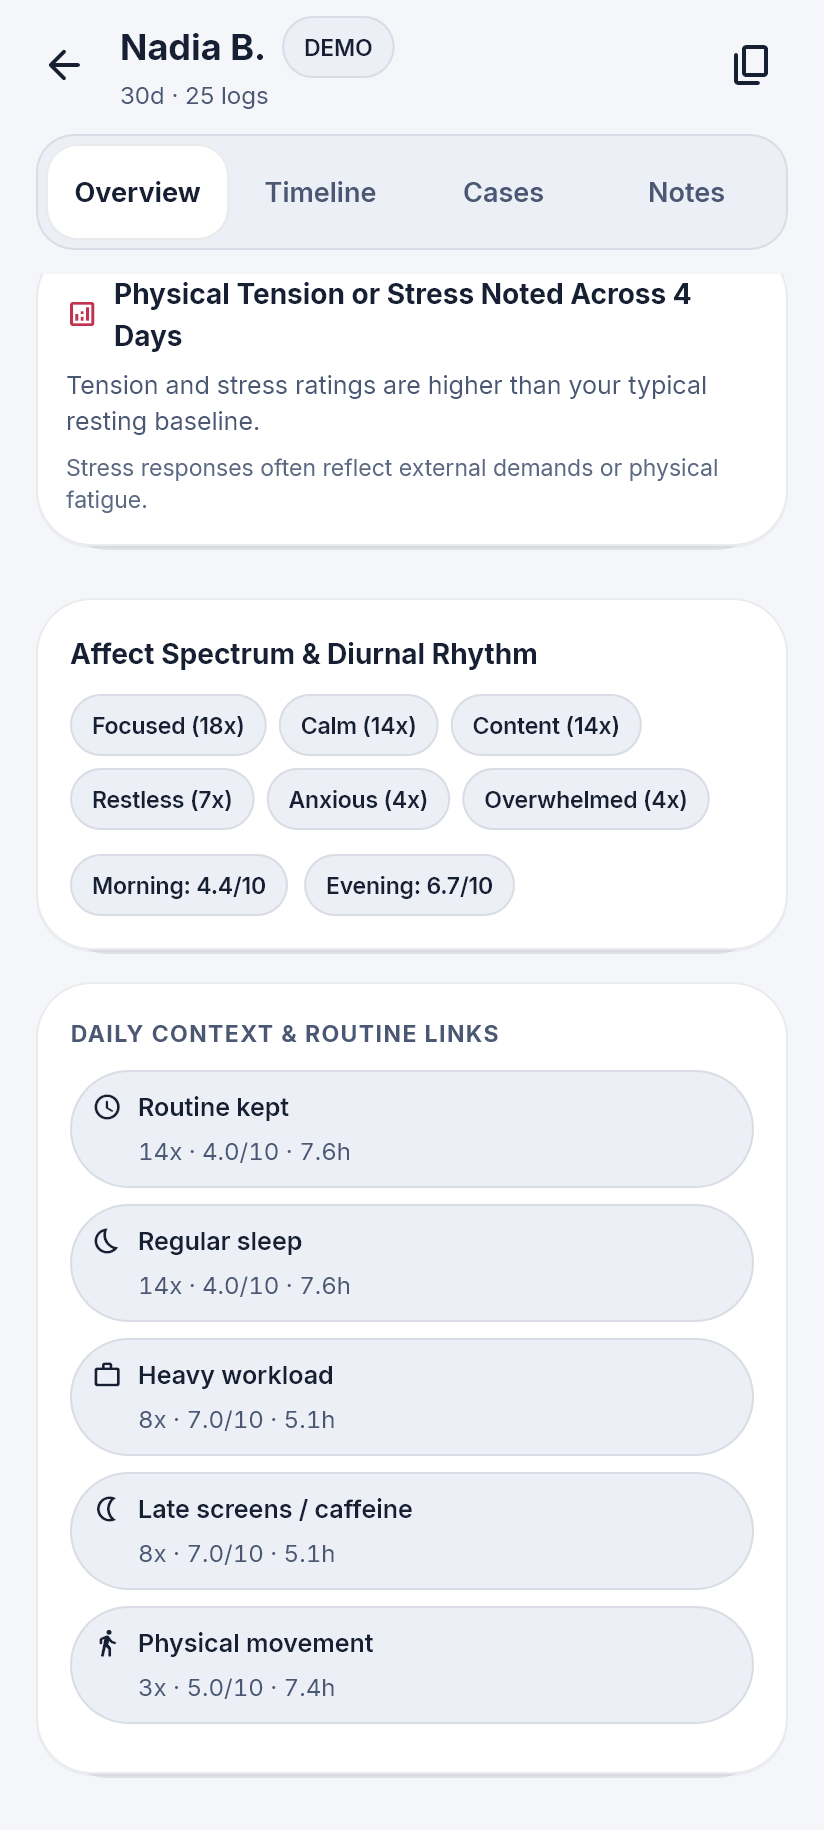 Nadia B.
DEMO
30d · 25 logs
Overview
Timeline
Cases
Notes
Physical Tension or Stress Noted Across 4
Days
Tension and stress ratings are higher than your typical
resting baseline.
Stress responses often reflect external demands or physical
fatigue.
Affect Spectrum & Diurnal Rhythm
Focused (18x)
Calm (14x)
Content (14x)
Restless (7x)
Anxious (4x)
Overwhelmed (4x)
Morning: 4.4/10
Evening: 6.7/10
DAILY CONTEXT & ROUTINE LINKS
Routine kept
14x · 4.0/10 · 7.6h
Regular sleep
14x · 4.0/10 · 7.6h
Heavy workload
8x · 7.0/10 · 5.1h
Late screens / caffeine
8x · 7.0/10 · 5.1h
Physical movement
3x · 5.0/10 · 7.4h